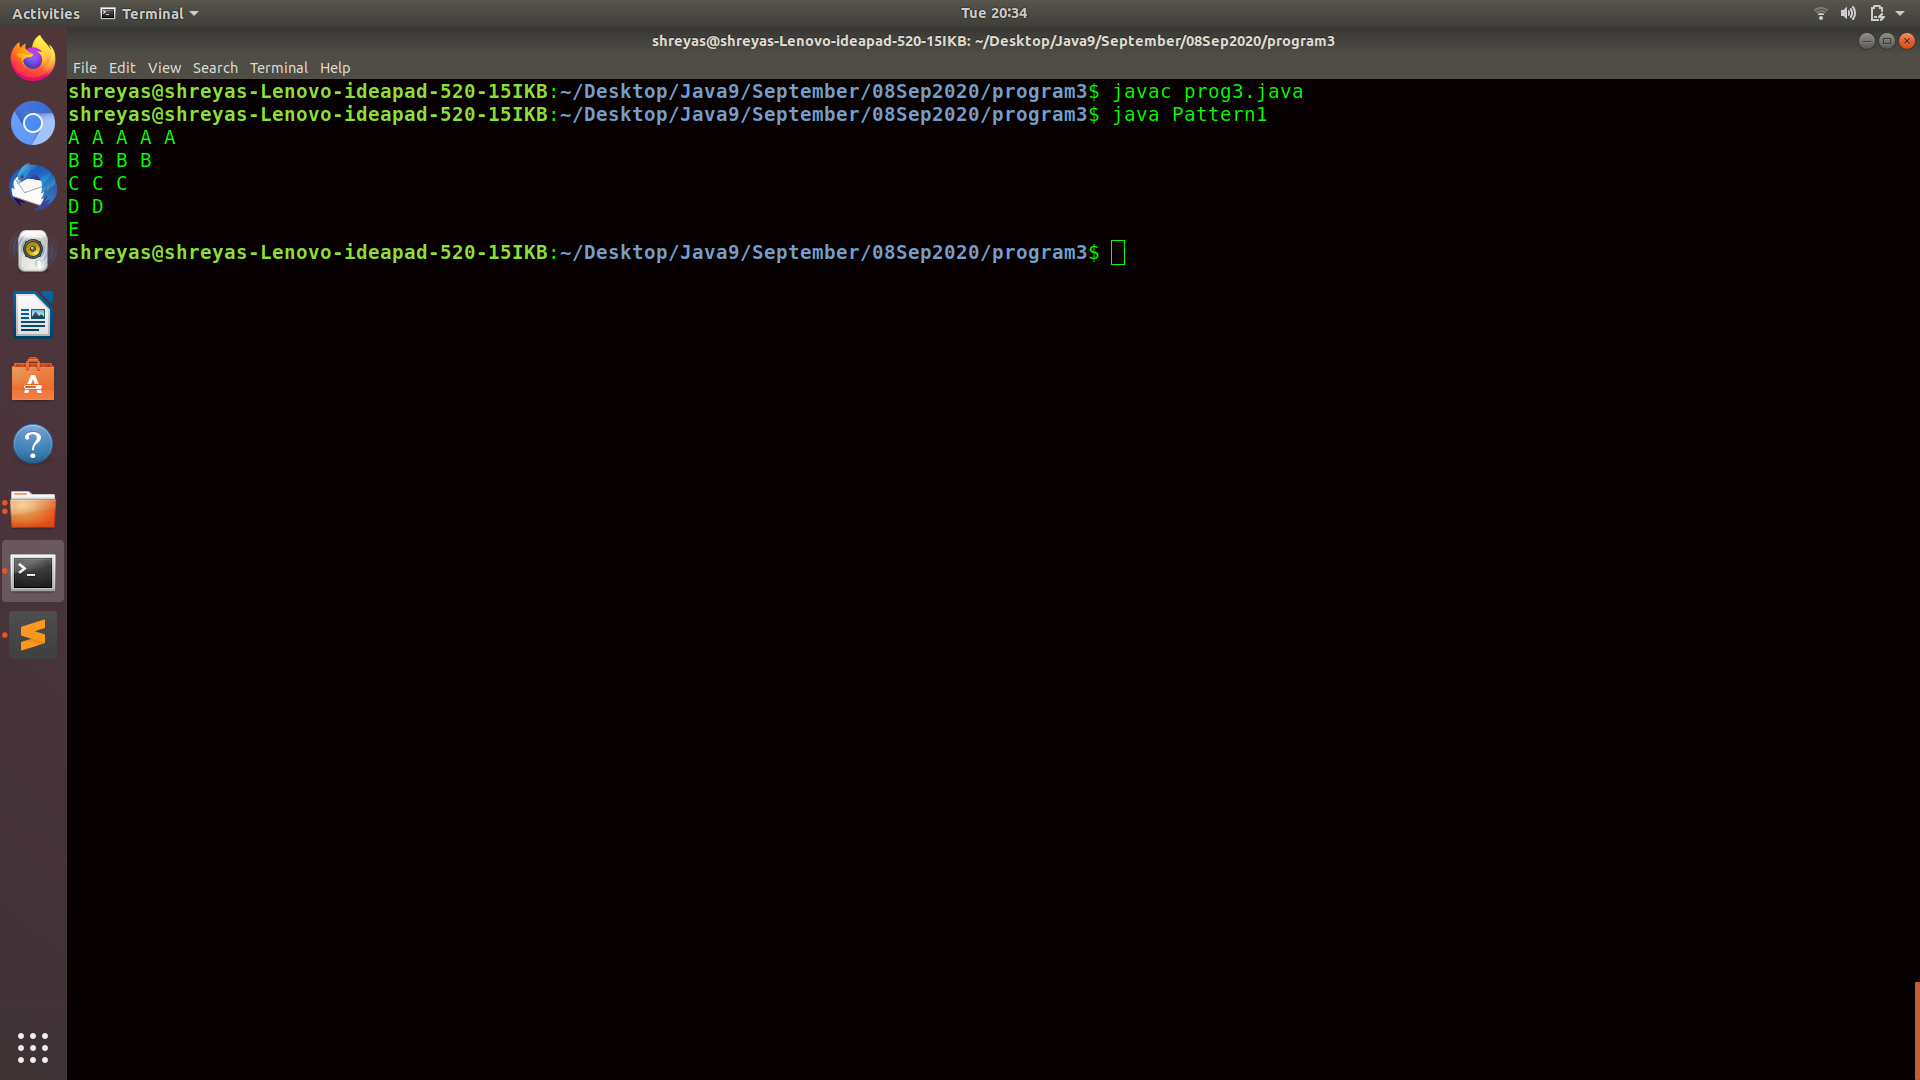 Activities Terminal Tue 20:34
shreyas@shreyas-Lenovo-ideapad-520-15IKB: ~/Desktop/Java9/September/08Sep2020/program3
File Edit View Search Terminal Help
shreyas@shreyas-Lenovo-ideapad-520-15IKB:~/Desktop/Java9/September/08Sep2020/program3$ javac prog3.java
shreyas@shreyas-Lenovo-ideapad-520-15IKB:~/Desktop/Java9/September/08Sep2020/program3$ java Pattern1
A A A A A
B B B B
C C C
D D
E
shreyas@shreyas-Lenovo-ideapad-520-15IKB:~/Desktop/Java9/September/08Sep2020/program3$